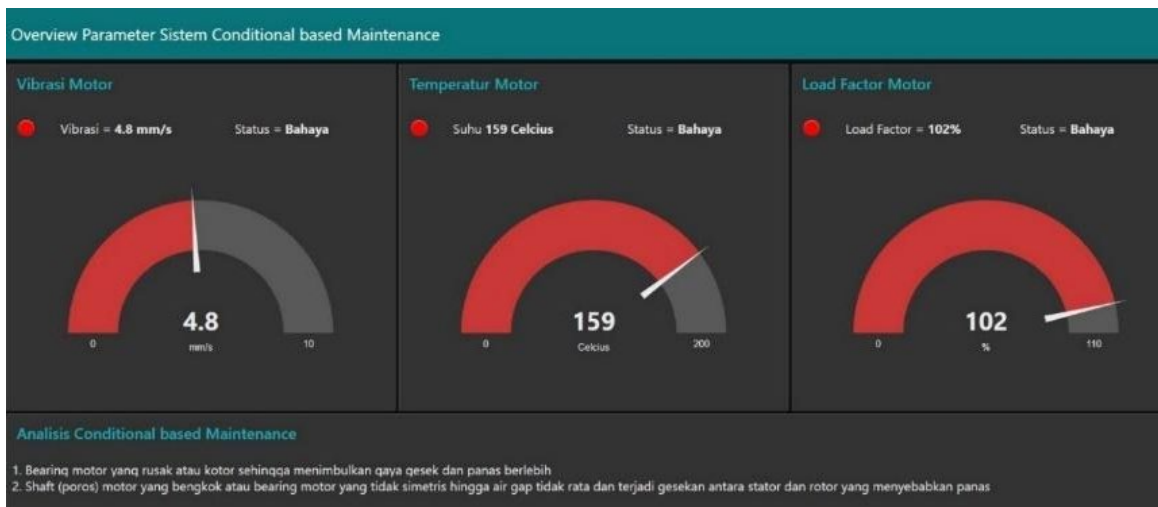 Overview Parameter Sistem Conditional based Maintenance
Vibrasi Motor
Vibrasi = 4.8 mm/s Status = Bahaya
4.8
mm/s
0 10
Temperatur Motor
Suhu 159 Celcius Status = Bahaya
159
Celcius
0 200
Load Factor Motor
Load Factor = 102% Status = Bahaya
102
%
0 110
Analisis Conditional based Maintenance
1. Bearing motor yang rusak atau kotor sehingga menimbulkan gaya gesek dan panas berlebih
2. Shaft (poros) motor yang bengkok atau bearing motor yang tidak simetris hingga air gap tidak rata dan terjadi gesekan antara stator dan rotor yang menyebabkan panas